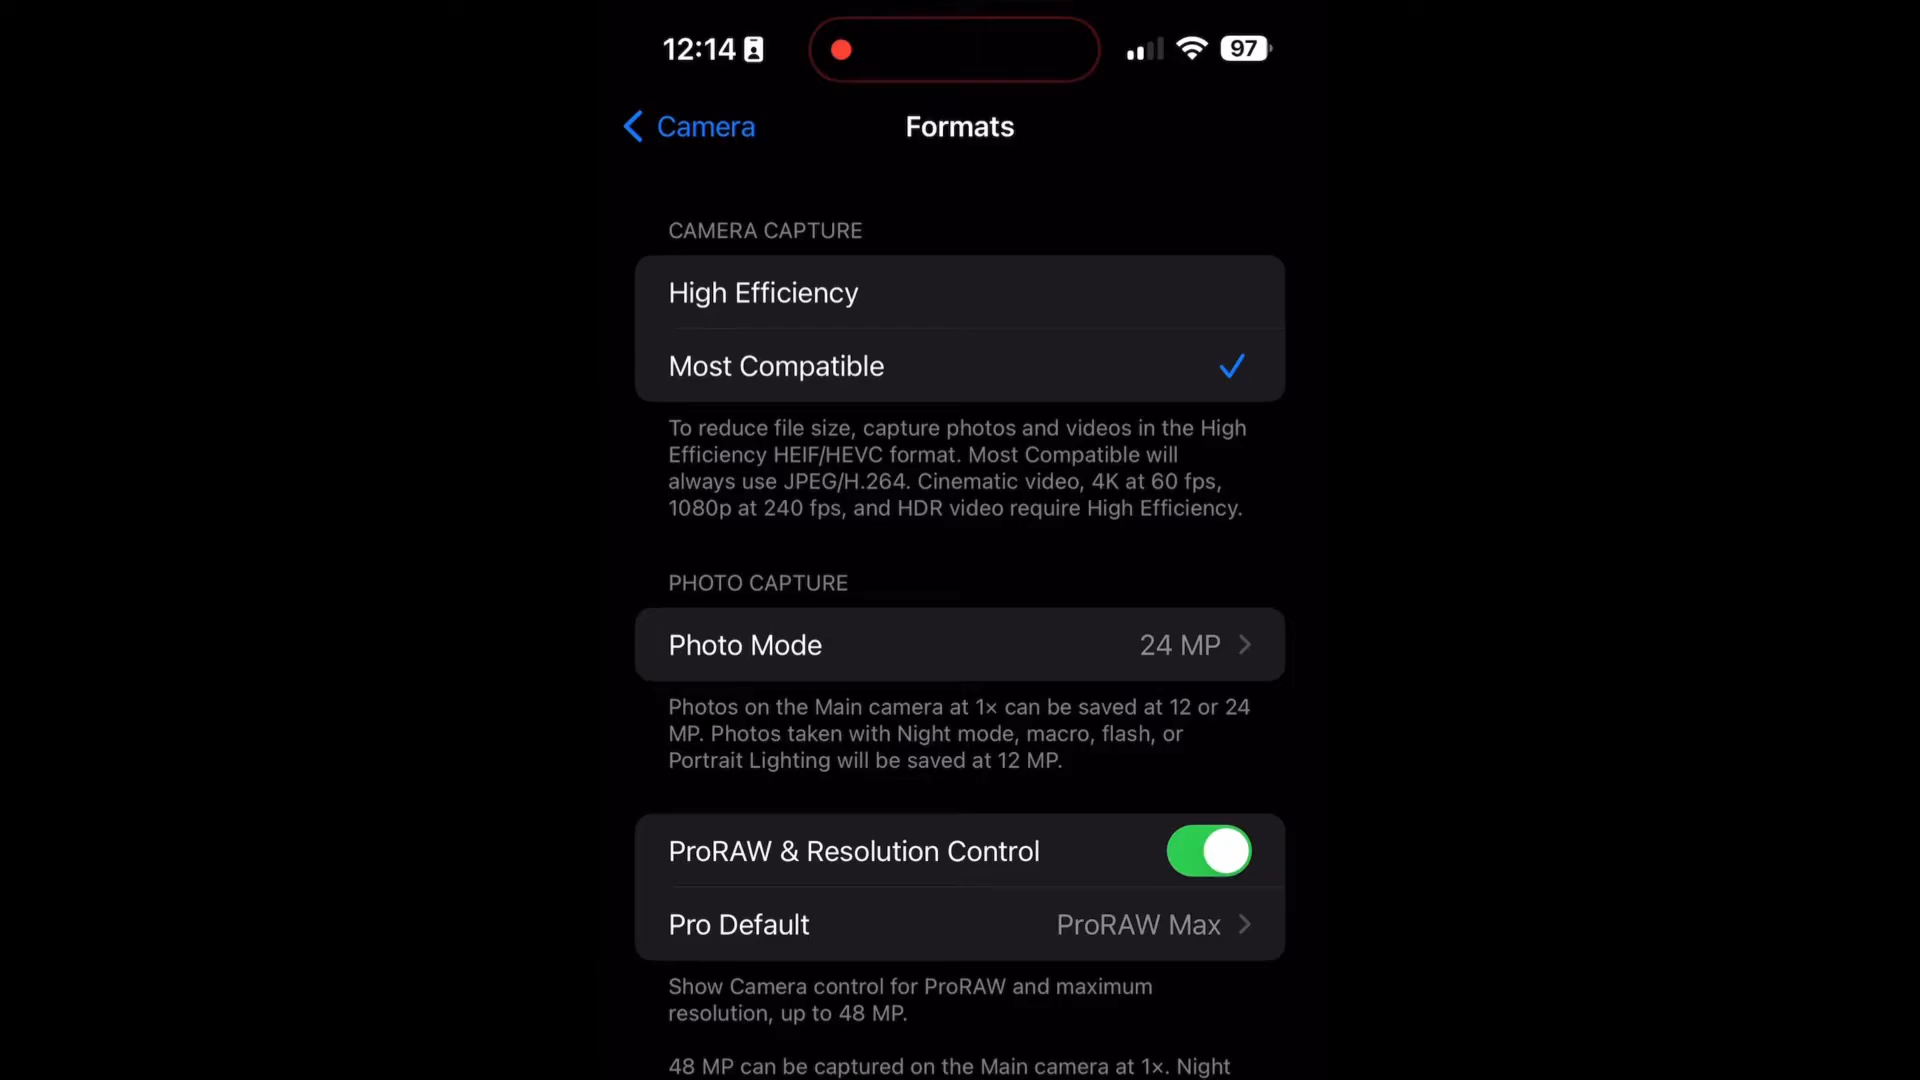 12:14
97
Camera
Formats
CAMERA CAPTURE
High Efficiency
Most Compatible
To reduce file size, capture photos and videos in the High
Efficiency HEIF/HEVC format. Most Compatible will
always use JPEG/H.264. Cinematic video, 4K at 60 fps,
1080p at 240 fps, and HDR video require High Efficiency.
PHOTO CAPTURE
Photo Mode 24 MP
Photos on the Main camera at 1× can be saved at 12 or 24
MP. Photos taken with Night mode, macro, flash, or
Portrait Lighting will be saved at 12 MP.
ProRAW & Resolution Control
Pro Default ProRAW Max
Show Camera control for ProRAW and maximum
resolution, up to 48 MP.
48 MP can be captured on the Main camera at 1×. Night